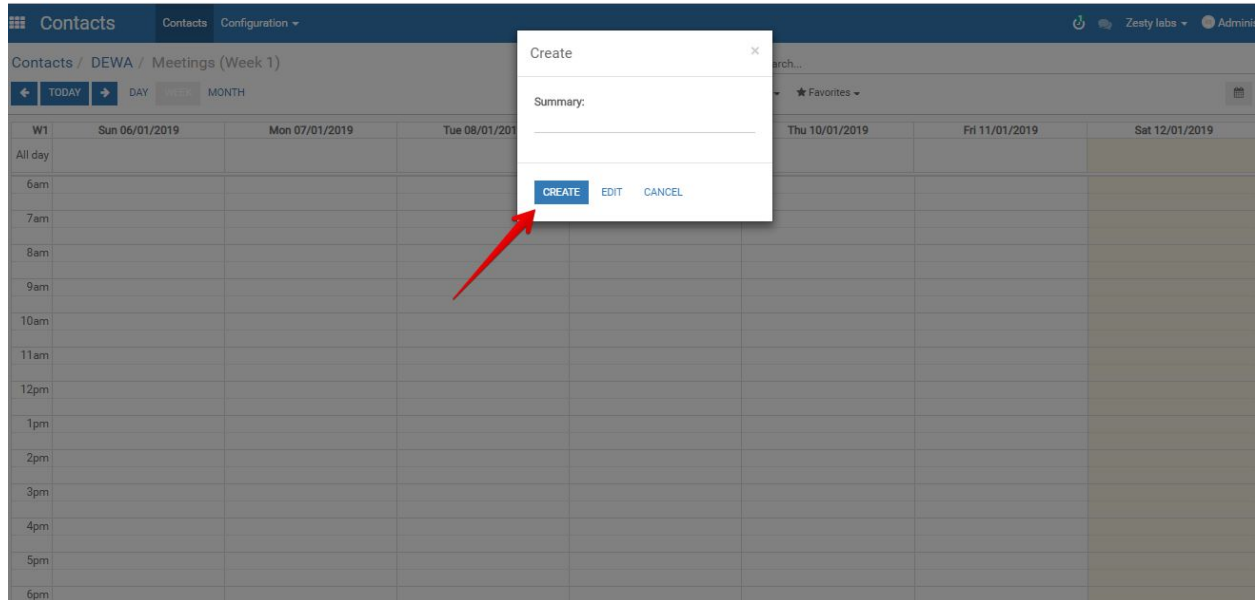 Contacts Contacts Configuration Zesty labs
Create ×
Contacts / DEWA / Meetings (Week 1)
TODAY DAY WEEK MONTH Favorites
Summary:
CREATE EDIT CANCEL
W1 Sun 06/01/2019 Mon 07/01/2019 Thu 10/01/2019 Fri 11/01/2019 Sat 12/01/2019
All day
6am
7am
8am
9am
10am
11am
12pm
1pm
2pm
3pm
4pm
5pm
6pm